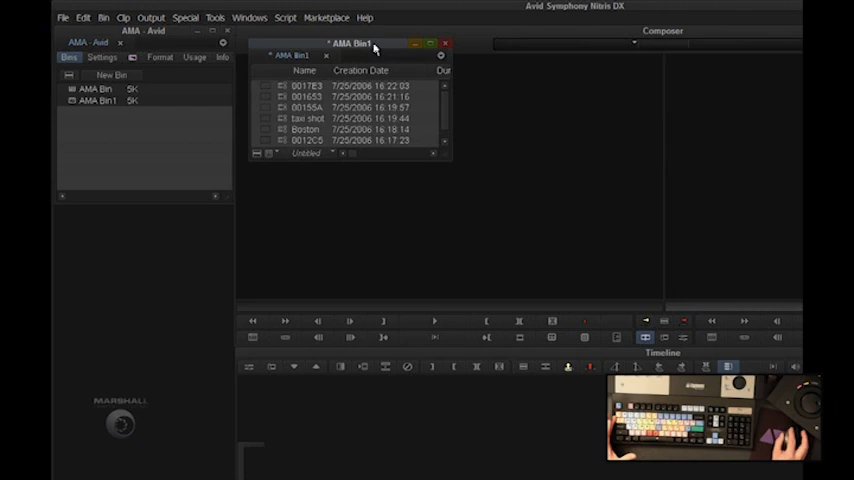 Avid Symphony Nitris DX
File Edit Bin Clip Output Special Tools Windows Script Marketplace Help
AMA - Avid
* AMA Bin1
Composer
AMA - Avid
* AMA Bin1
Bins Settings Format Usage Info
Name Creation Date Dur
New Bin
0017E3 7/25/2006 16:22:03
AMA Bin 5K
001653 7/25/2006 16:21:16
AMA Bin1 5K
00155A 7/25/2006 16:19:57
taxi shot 7/25/2006 16:19:44
Boston 7/25/2006 16:18:14
0012C5 7/25/2006 16:17:23
Untitled
Timeline
MARSHALL